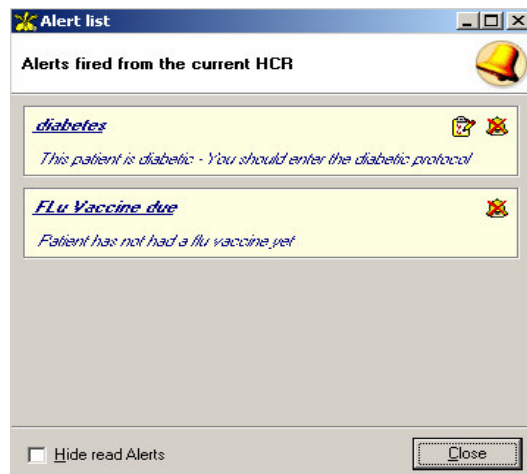 Alert list
Alerts fired from the current HCR
diabetes
This patient is diabetic - You should enter the diabetic protocol
FLu Vaccine due
Patient has not had a flu vaccine yet
Hide read Alerts
Close